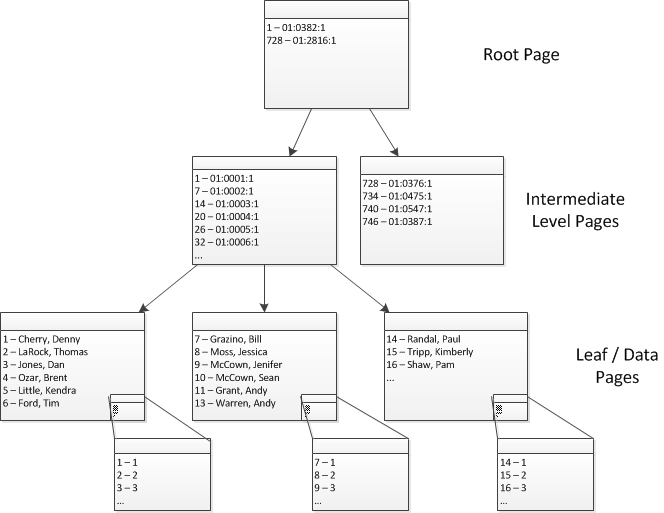 1 – 01:0382:1
728 – 01:2816:1
Root Page
1 – 01:0001:1
7 – 01:0002:1
14 – 01:0003:1
20 – 01:0004:1
26 – 01:0005:1
32 – 01:0006:1
...
728 – 01:0376:1
734 – 01:0475:1
740 – 01:0547:1
746 – 01:0387:1
Intermediate
Level Pages
1 – Cherry, Denny
2 – LaRock, Thomas
3 – Jones, Dan
4 – Ozar, Brent
5 – Little, Kendra
6 – Ford, Tim
7 – Grazino, Bill
8 – Moss, Jessica
9 – McCown, Jenifer
10 – McCown, Sean
11 – Grant, Andy
13 – Warren, Andy
14 – Randal, Paul
15 – Tripp, Kimberly
16 – Shaw, Pam
...
Leaf / Data
Pages
1 – 1
2 – 2
3 – 3
...
7 – 1
8 – 2
9 – 3
...
14 – 1
15 – 2
16 – 3
...